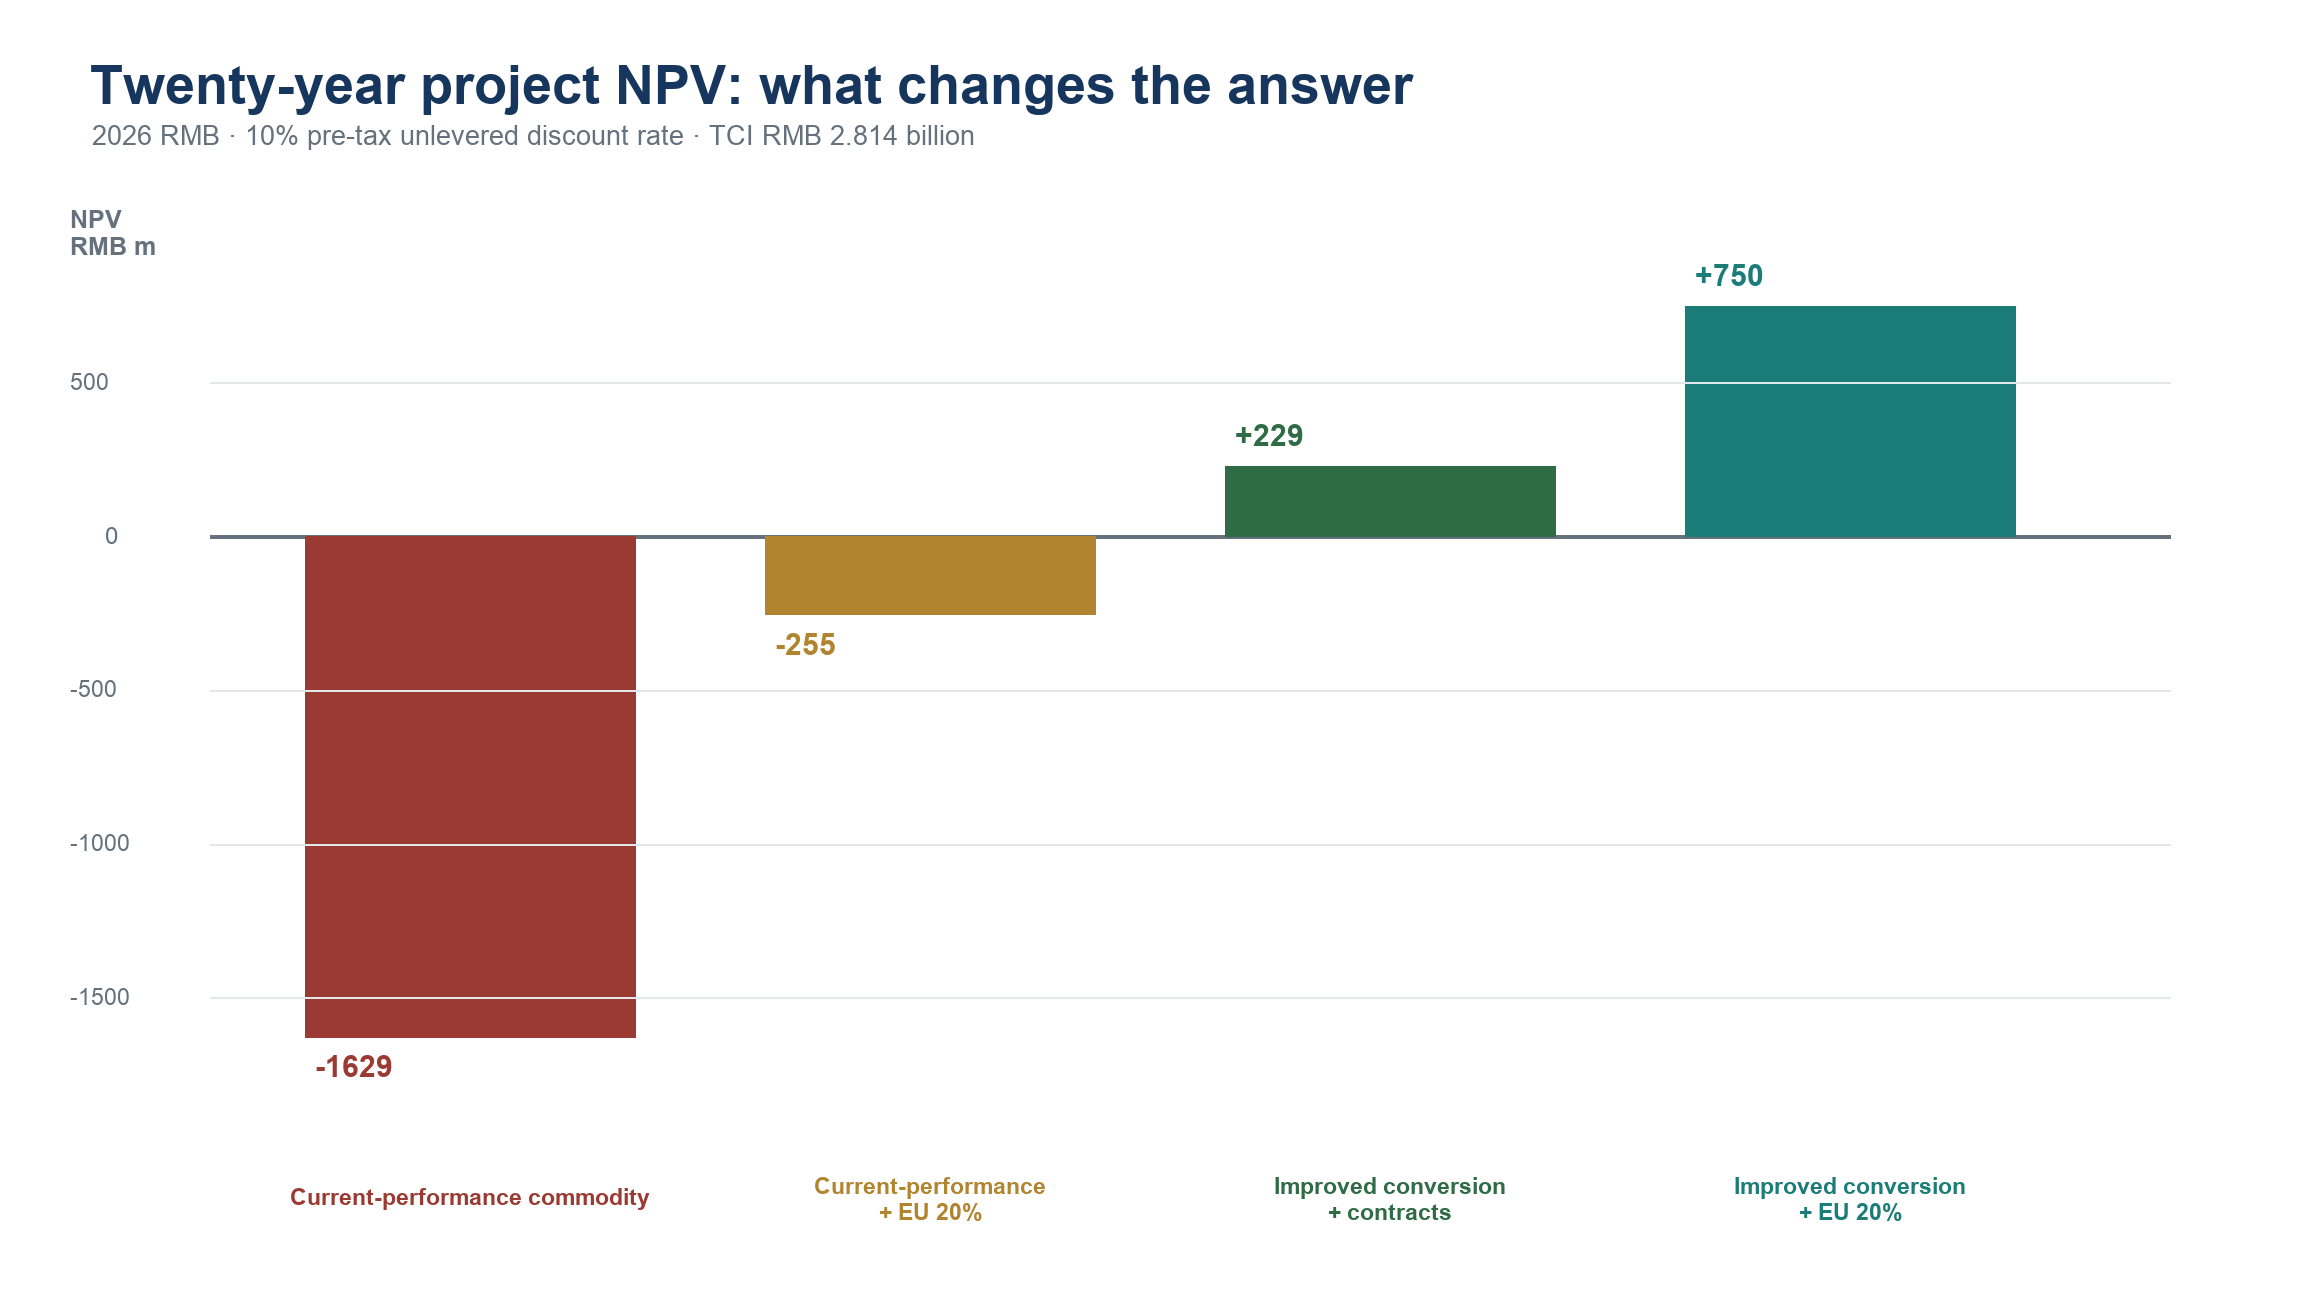 Twenty-year project NPV: what changes the answer
2026 RMB · 10% pre-tax unlevered discount rate · TCI RMB 2.814 billion
NPV
RMB m
+750
500
+229
0
-255
-500
-1000
-1500
-1629
Current-performance commodity
Current-performance
+ EU 20%
Improved conversion
+ contracts
Improved conversion
+ EU 20%